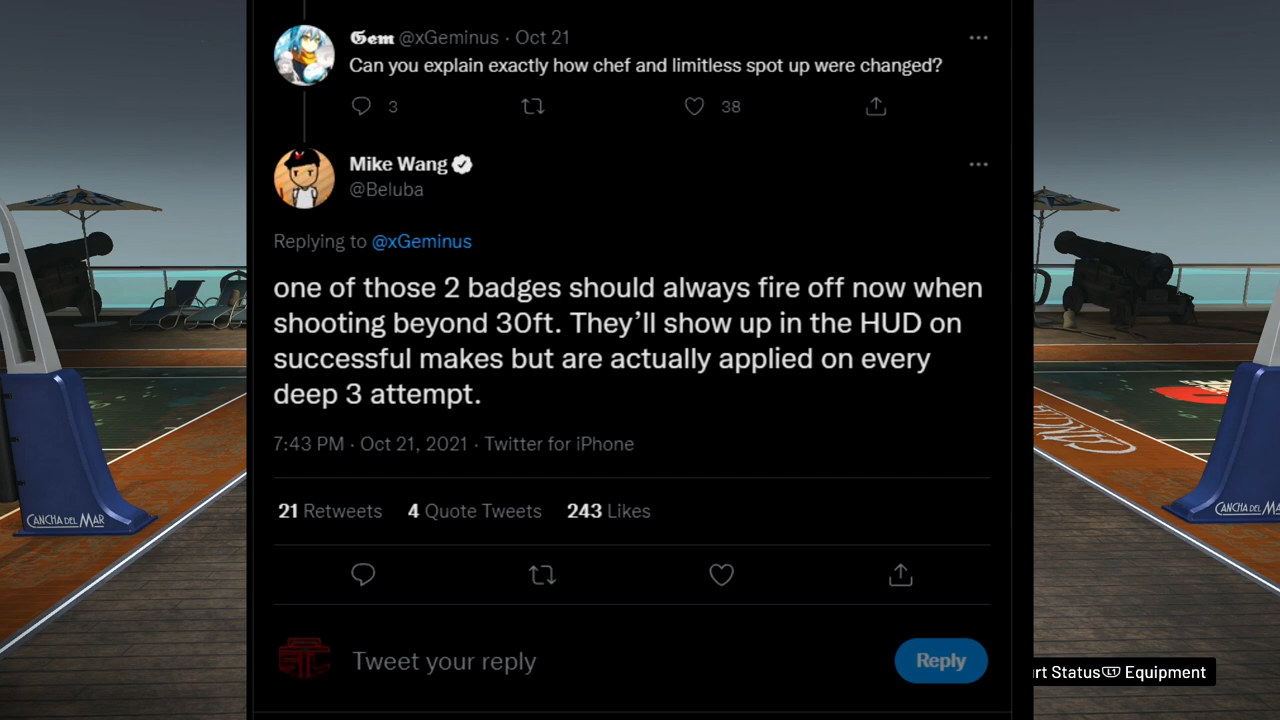 Gem @xGeminus · Oct 21
Can you explain exactly how chef and limitless spot up were changed?
3 38
Mike Wang
@Beluba
Replying to @xGeminus
one of those 2 badges should always fire off now when
shooting beyond 30ft. They’ll show up in the HUD on
successful makes but are actually applied on every
deep 3 attempt.
7:43 PM · Oct 21, 2021 · Twitter for iPhone
21 Retweets 4 Quote Tweets 243 Likes
Tweet your reply
Reply
CANCHA DEL MAR
Status L1 Equipment